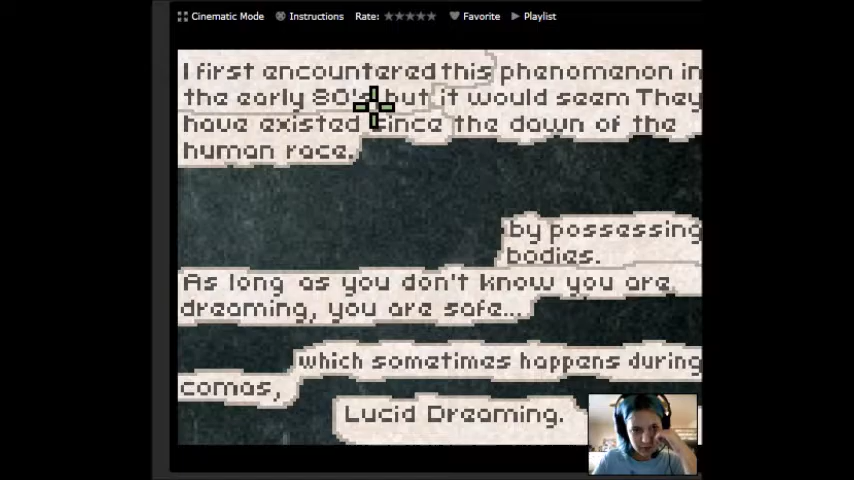 Cinematic Mode Instructions Rate: Favorite Playlist
I first encountered this phenomenon in
the early 80's but it would seem They
have existed since the dawn of the
human race.
by possessing
bodies.
As long as you don't know you are
dreaming, you are safe...
which sometimes happens during
comas,
Lucid Dreaming.